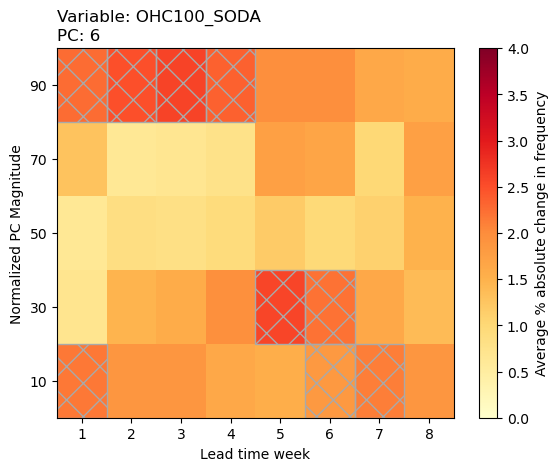 Variable: OHC100_SODA
PC: 6
Normalized PC Magnitude
90
70
50
30
10
1 2 3 4 5 6 7 8
Lead time week
4.0
3.5
3.0
2.5
2.0
1.5
1.0
0.5
0.0
Average % absolute change in frequency